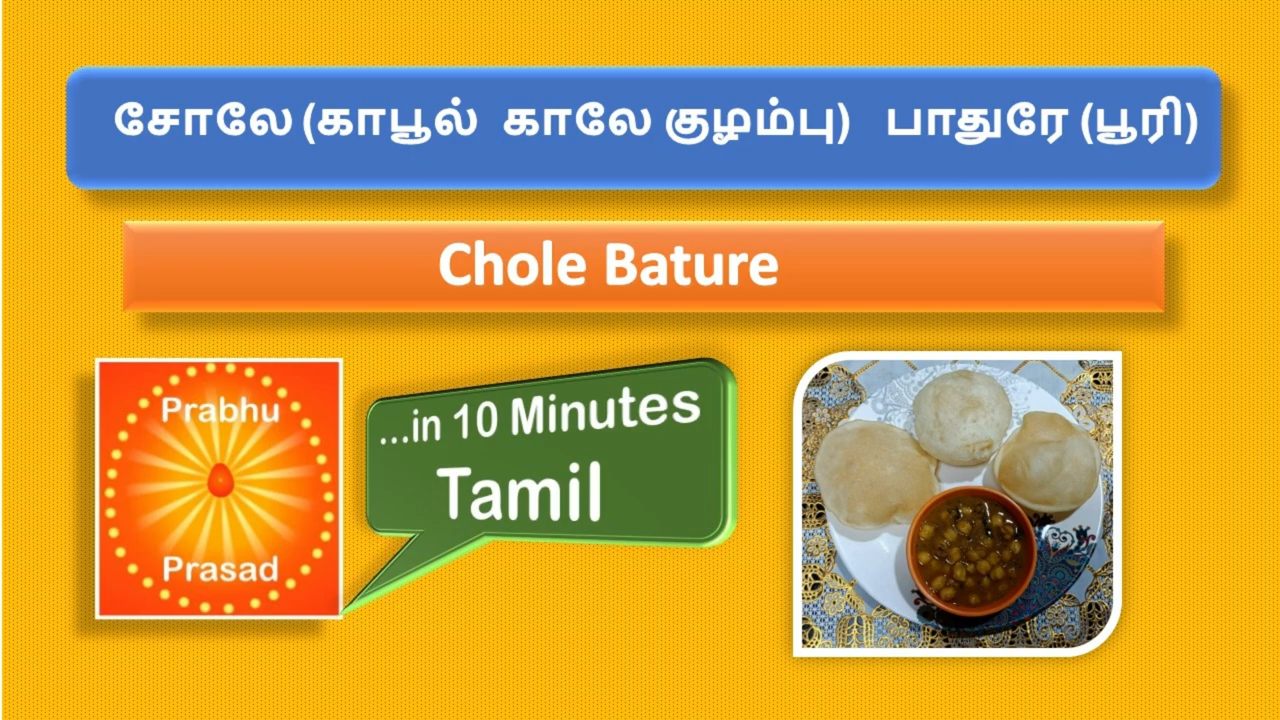 சோலே (காபூல் காலே குழம்பு) பாதுரே (பூரி)
Chole Bature
Prabhu
Prasad
...in 10 Minutes
Tamil